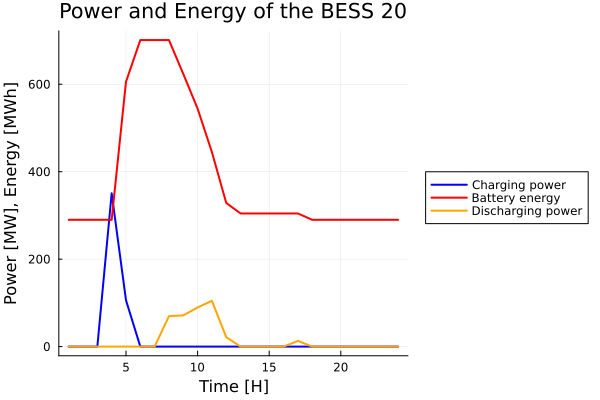 Power and Energy of the BESS 20
Power [MW], Energy [MWh]
600
400
200
0
5
10
15
20
Time [H]
Charging power
Battery energy
Discharging power